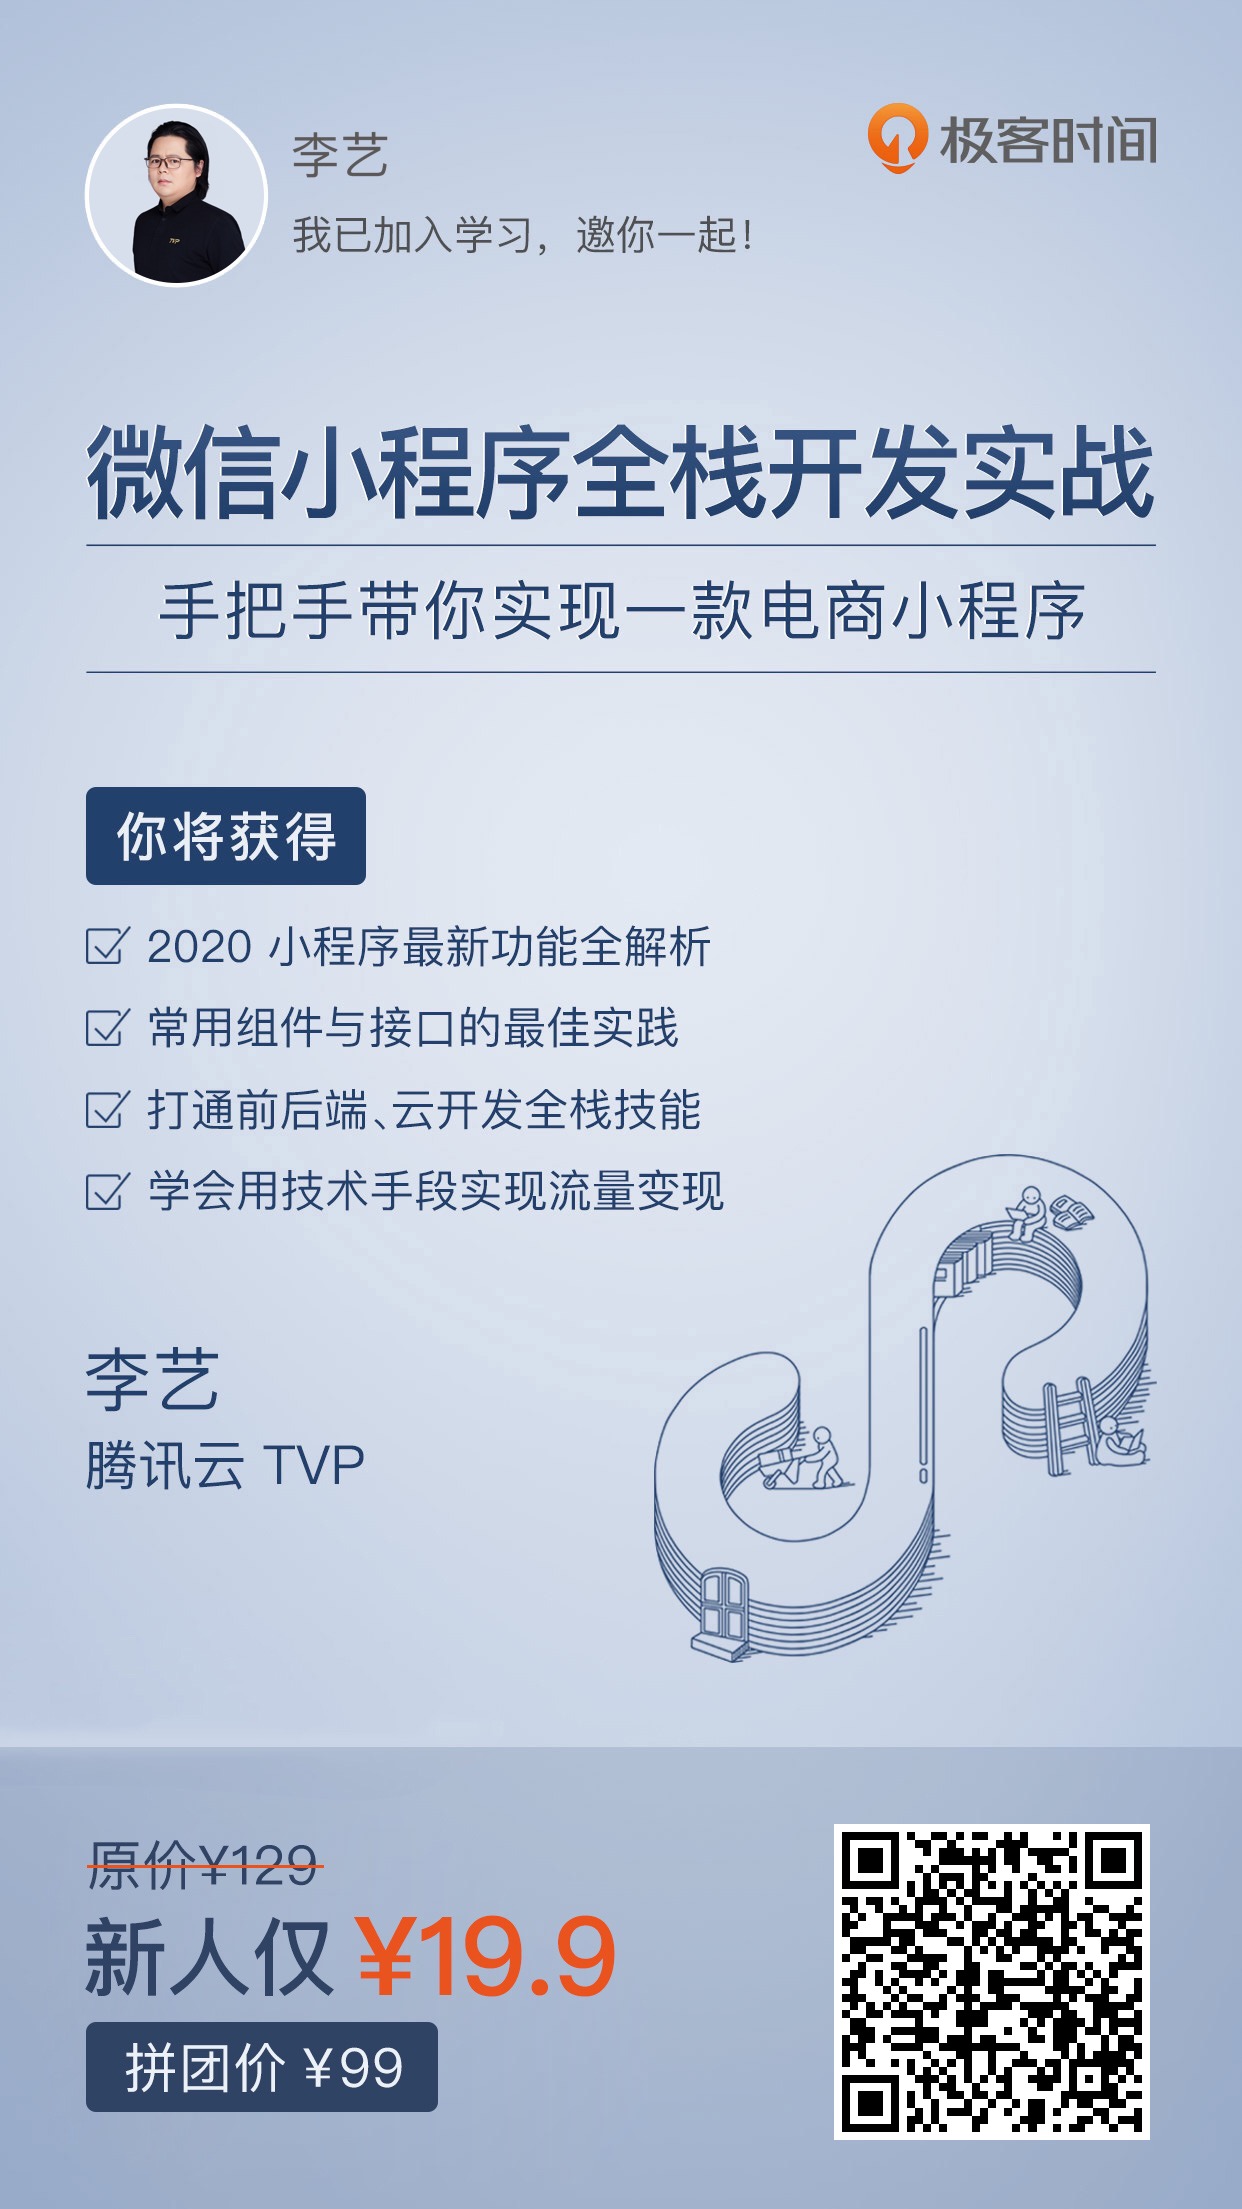 李艺
极客时间
我已加入学习，邀你一起！
微信小程序全栈开发实战
手把手带你实现一款电商小程序
你将获得
2020 小程序最新功能全解析
常用组件与接口的最佳实践
打通前后端、云开发全栈技能
学会用技术手段实现流量变现
李艺
腾讯云 TVP
原价¥129
新人仅 ¥19.9
拼团价 ¥99